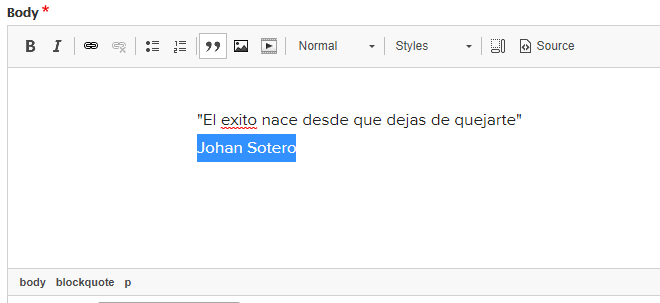 Body *
B I Normal Styles Source
"El exito nace desde que dejas de quejarte"
Johan Sotero
body blockquote p